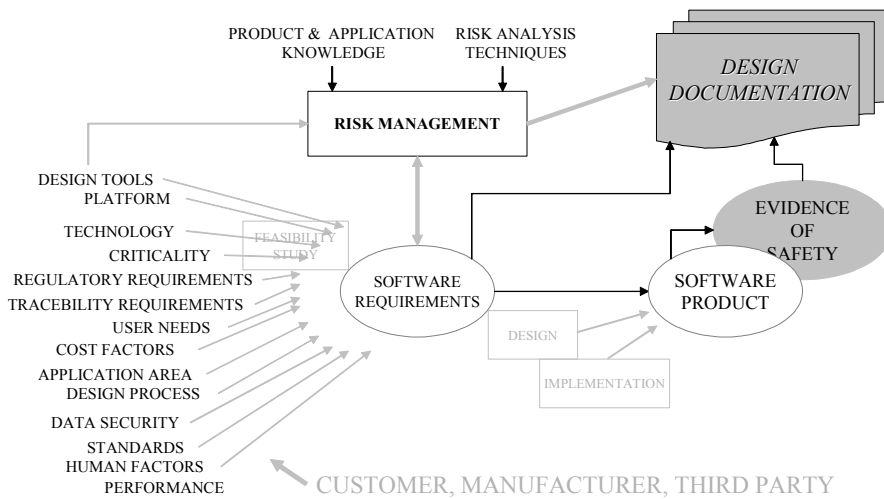 PRODUCT & APPLICATION
KNOWLEDGE
RISK ANALYSIS
TECHNIQUES
DESIGN
DOCUMENTATION
RISK MANAGEMENT
DESIGN TOOLS
PLATFORM
TECHNOLOGY
CRITICALITY
REGULATORY REQUIREMENTS
TRACEBILITY REQUIREMENTS
USER NEEDS
COST FACTORS
APPLICATION AREA
DESIGN PROCESS
DATA SECURITY
STANDARDS
HUMAN FACTORS
PERFORMANCE
FEASIBILITY
STUDY
SOFTWARE
REQUIREMENTS
EVIDENCE
OF
SAFETY
SOFTWARE
PRODUCT
DESIGN
IMPLEMENTATION
CUSTOMER, MANUFACTURER, THIRD PARTY